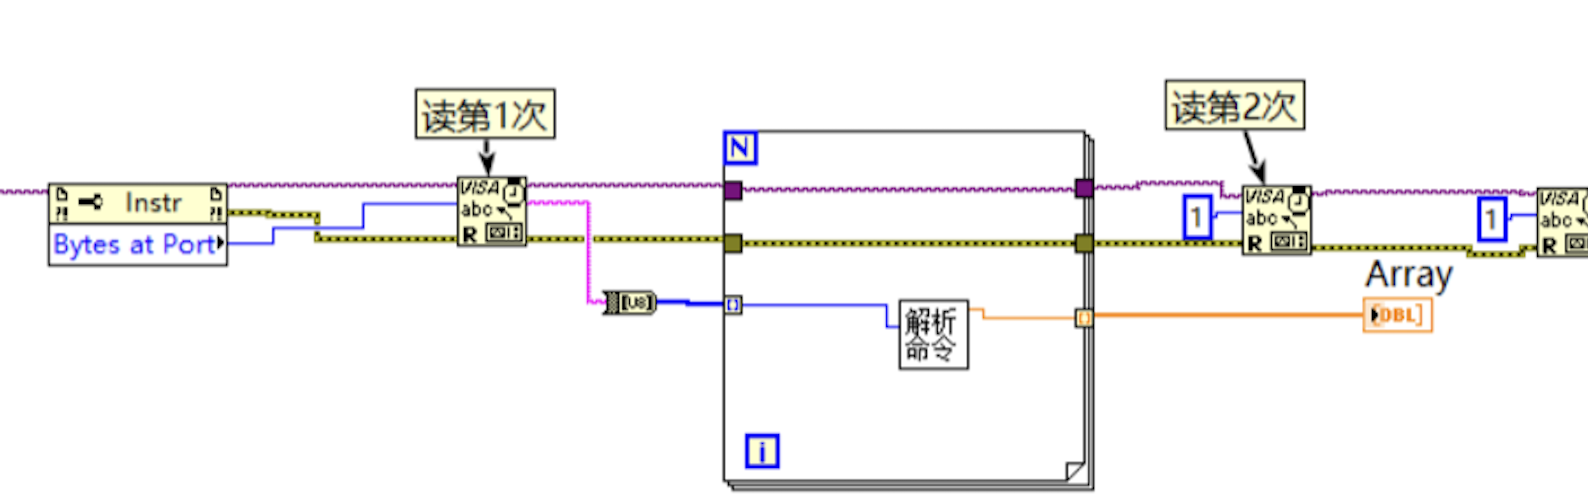 读第1次
读第2次
N
Instr
VISA
abc
R
VISA
abc
R
VISA
abc
R
1
1
Bytes at Port
Array
[U8]
解析
命令
DBL]
i